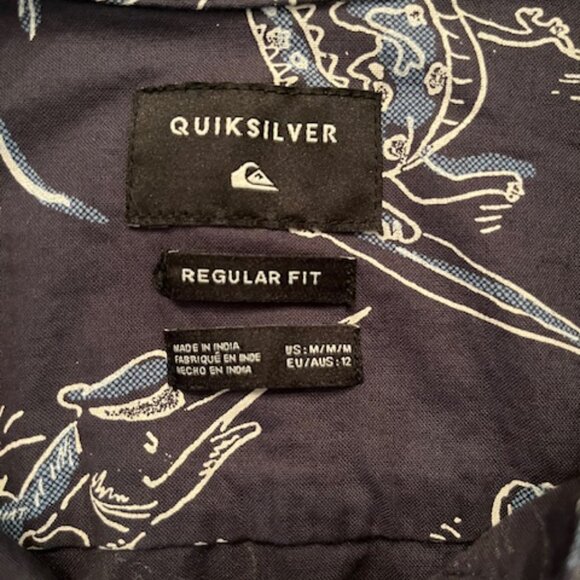 QUIKSILVER
REGULAR FIT
MADE IN INDIA
FABRIQUÉ EN INDE
HECHO EN INDIA
US: M/M/M
EU/AUS: 12